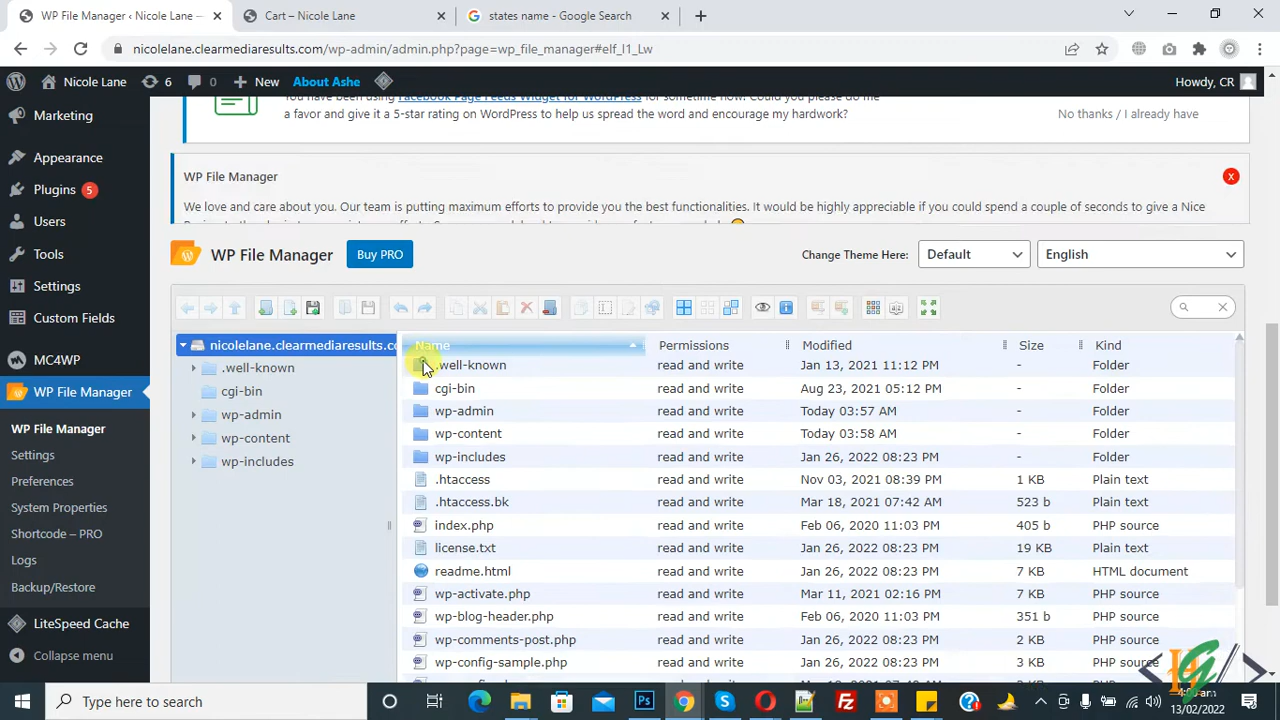 WP File Manager ‹ Nicole Lane
Cart – Nicole Lane
states name - Google Search
nicolelane.clearmediaresults.com/wp-admin/admin.php?page=wp_file_manager#elf_l1_Lw
Nicole Lane 6 0 New About Ashe Howdy, CR
You have been using Facebook Page Feeds Widget for WordPress for sometime now! Could you please do me
a favor and give it a 5-star rating on WordPress to help us spread the word and encourage my hardwork?
No thanks / I already have
WP File Manager
We love and care about you. Our team is putting maximum efforts to provide you the best functionalities. It would be highly appreciable if you could spend a couple of seconds to give a Nice
WP File Manager Buy PRO Change Theme Here: Default English
Marketing
Appearance
Plugins 5
Users
Tools
Settings
Custom Fields
MC4WP
WP File Manager
WP File Manager
Settings
Preferences
System Properties
Shortcode – PRO
Logs
Backup/Restore
LiteSpeed Cache
Collapse menu
nicolelane.clearmediaresults.co
.well-known
cgi-bin
wp-admin
wp-content
wp-includes
Name Permissions Modified Size Kind
.well-known read and write Jan 13, 2021 11:12 PM - Folder
cgi-bin read and write Aug 23, 2021 05:12 PM - Folder
wp-admin read and write Today 03:57 AM - Folder
wp-content read and write Today 03:58 AM - Folder
wp-includes read and write Jan 26, 2022 08:23 PM - Folder
.htaccess read and write Nov 03, 2021 08:39 PM 1 KB Plain text
.htaccess.bk read and write Mar 18, 2021 07:42 AM 523 b Plain text
index.php read and write Feb 06, 2020 11:03 PM 405 b PHP source
license.txt read and write Jan 26, 2022 08:23 PM 19 KB Plain text
readme.html read and write Jan 26, 2022 08:23 PM 7 KB HTML document
wp-activate.php read and write Mar 11, 2021 02:16 PM 7 KB PHP source
wp-blog-header.php read and write Feb 06, 2020 11:03 PM 351 b PHP source
wp-comments-post.php read and write Jan 26, 2022 08:23 PM 2 KB PHP source
wp-config-sample.php read and write Jan 26, 2022 08:23 PM 3 KB PHP source
Type here to search
13/02/2022